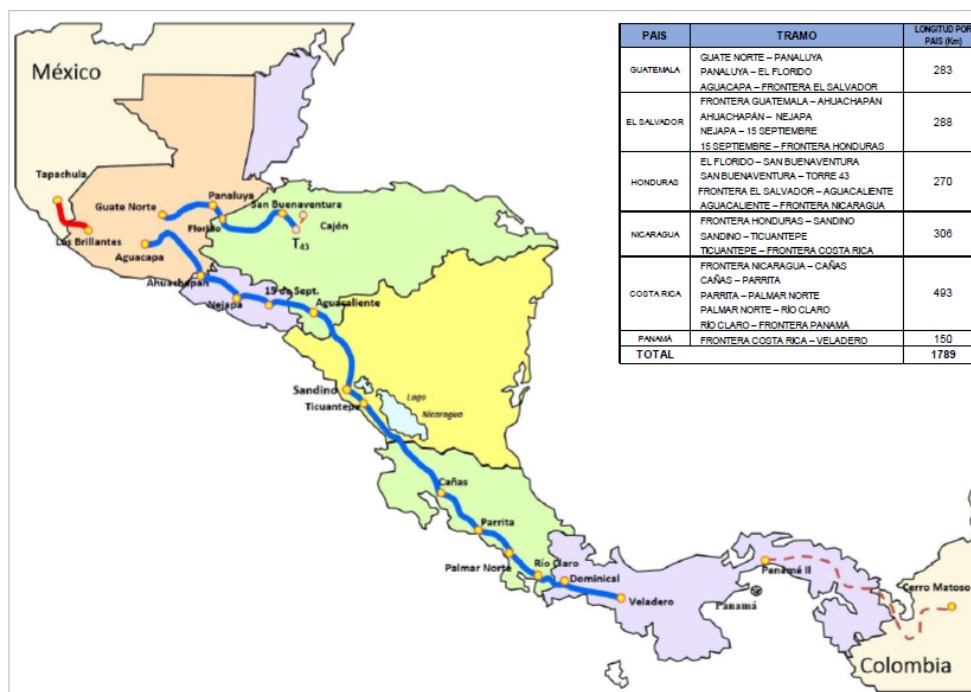 México
Tapachula
Los Brillantes
Guate Norte
Aguacapa
Panaluya
Florido
San Buenaventura
Cajón
T43
Ahuachapán
Nejapa
15 de Sept.
Aguacaliente
Sandino
Ticuantepe
Lago
Nicaragua
Cañas
Parrita
Palmar Norte
Río Claro
Dominical
Veladero
Panamá II
Panamá
Cerro Matoso
Colombia
PAIS TRAMO LONGITUD POR
PAIS (Km)
GUATEMALA
GUATE NORTE – PANALUYA
PANALUYA – EL FLORIDO
AGUACAPA – FRONTERA EL SALVADOR
283
EL SALVADOR
FRONTERA GUATEMALA – AHUACHAPÁN
AHUACHAPÁN – NEJAPA
NEJAPA – 15 SEPTIEMBRE
15 SEPTIEMBRE – FRONTERA HONDURAS
288
HONDURAS
EL FLORIDO – SAN BUENAVENTURA
SAN BUENAVENTURA – TORRE 43
FRONTERA EL SALVADOR – AGUACALIENTE
AGUACALIENTE – FRONTERA NICARAGUA
270
NICARAGUA
FRONTERA HONDURAS – SANDINO
SANDINO – TICUANTEPE
TICUANTEPE – FRONTERA COSTA RICA
306
COSTA RICA
FRONTERA NICARAGUA – CAÑAS
CAÑAS – PARRITA
PARRITA – PALMAR NORTE
PALMAR NORTE – RÍO CLARO
RÍO CLARO – FRONTERA PANAMÁ
493
PANAMÁ
FRONTERA COSTA RICA – VELADERO
150
TOTAL 1789